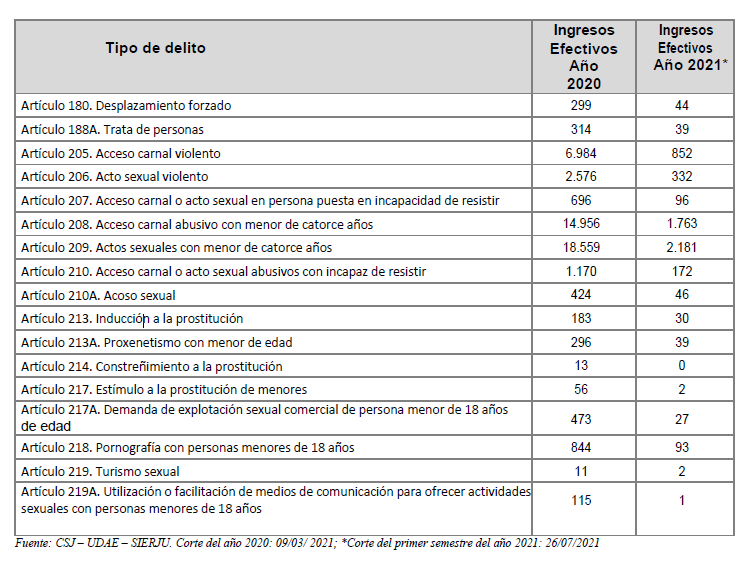 Tipo de delito
Ingresos
Efectivos
Año
2020
Ingresos
Efectivos
Año 2021*
Artículo 180. Desplazamiento forzado 299 44
Artículo 188A. Trata de personas 314 39
Artículo 205. Acceso carnal violento 6.984 852
Artículo 206. Acto sexual violento 2.576 332
Artículo 207. Acceso carnal o acto sexual en persona puesta en incapacidad de resistir 696 96
Artículo 208. Acceso carnal abusivo con menor de catorce años 14.956 1.763
Artículo 209. Actos sexuales con menor de catorce años 18.559 2.181
Artículo 210. Acceso carnal o acto sexual abusivos con incapaz de resistir 1.170 172
Artículo 210A. Acoso sexual 424 46
Artículo 213. Inducción a la prostitución 183 30
Artículo 213A. Proxenetismo con menor de edad 296 39
Artículo 214. Constreñimiento a la prostitución 13 0
Artículo 217. Estímulo a la prostitución de menores 56 2
Artículo 217A. Demanda de explotación sexual comercial de persona menor de 18 años
de edad 473 27
Artículo 218. Pornografía con personas menores de 18 años 844 93
Artículo 219. Turismo sexual 11 2
Artículo 219A. Utilización o facilitación de medios de comunicación para ofrecer actividades
sexuales con personas menores de 18 años 115 1
Fuente: CSJ – UDAE – SIERJU. Corte del año 2020: 09/03/ 2021; *Corte del primer semestre del año 2021: 26/07/2021